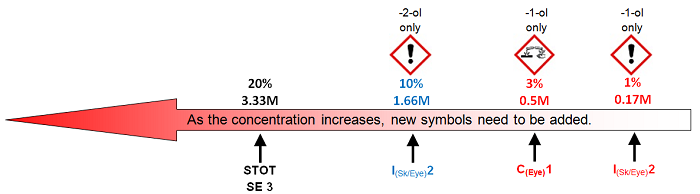 -2-ol
only
-1-ol
only
-1-ol
only
20%
3.33M
10%
1.66M
3%
0.5M
1%
0.17M
As the concentration increases, new symbols need to be added.
STOT
SE 3
I(Sk/Eye)2
C(Eye)1
I(Sk/Eye)2